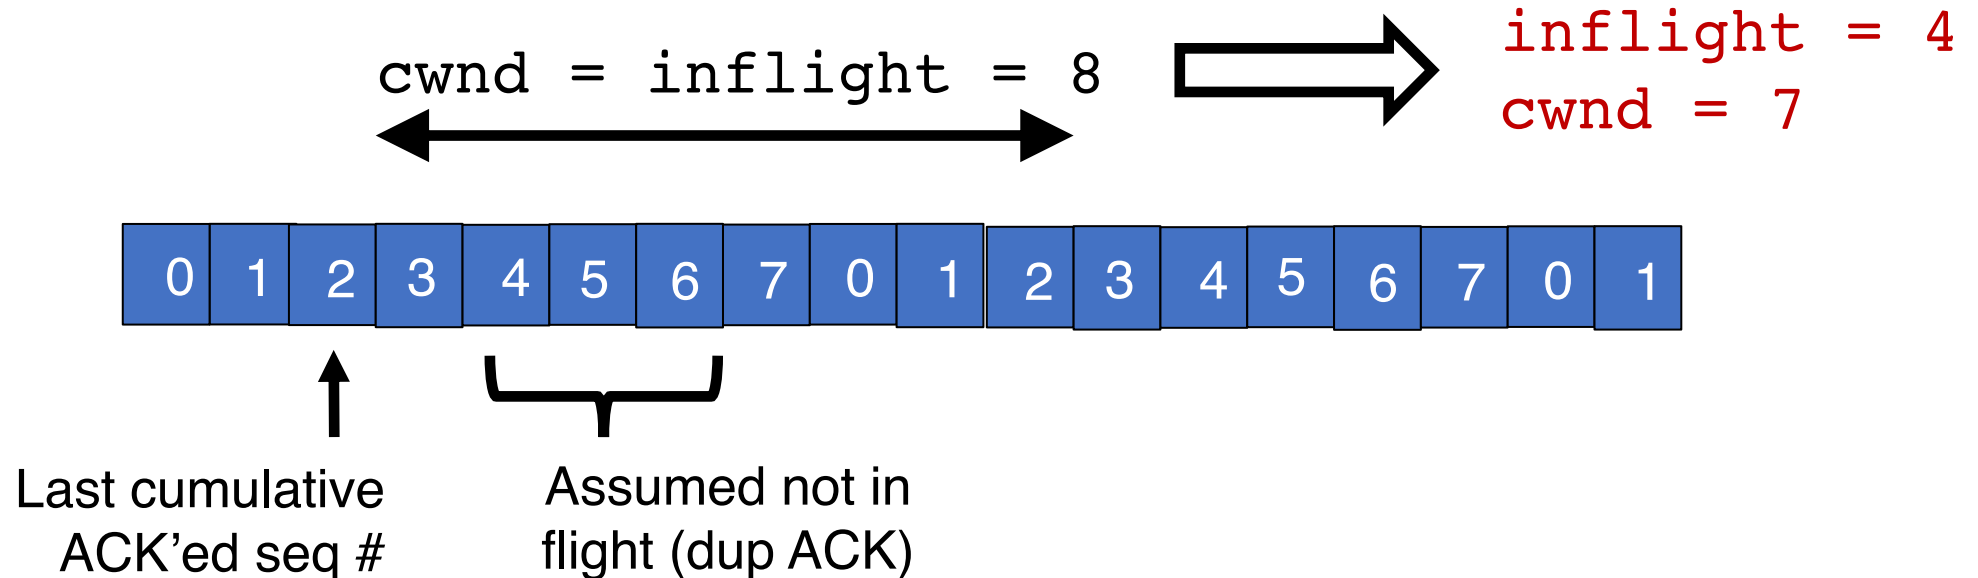 cwnd = inflight = 8
inflight = 4
cwnd = 7
0 1 2 3 4 5 6 7 0 1 2 3 4 5 6 7 0 1
Last cumulative
ACK’ed seq #
Assumed not in
flight (dup ACK)